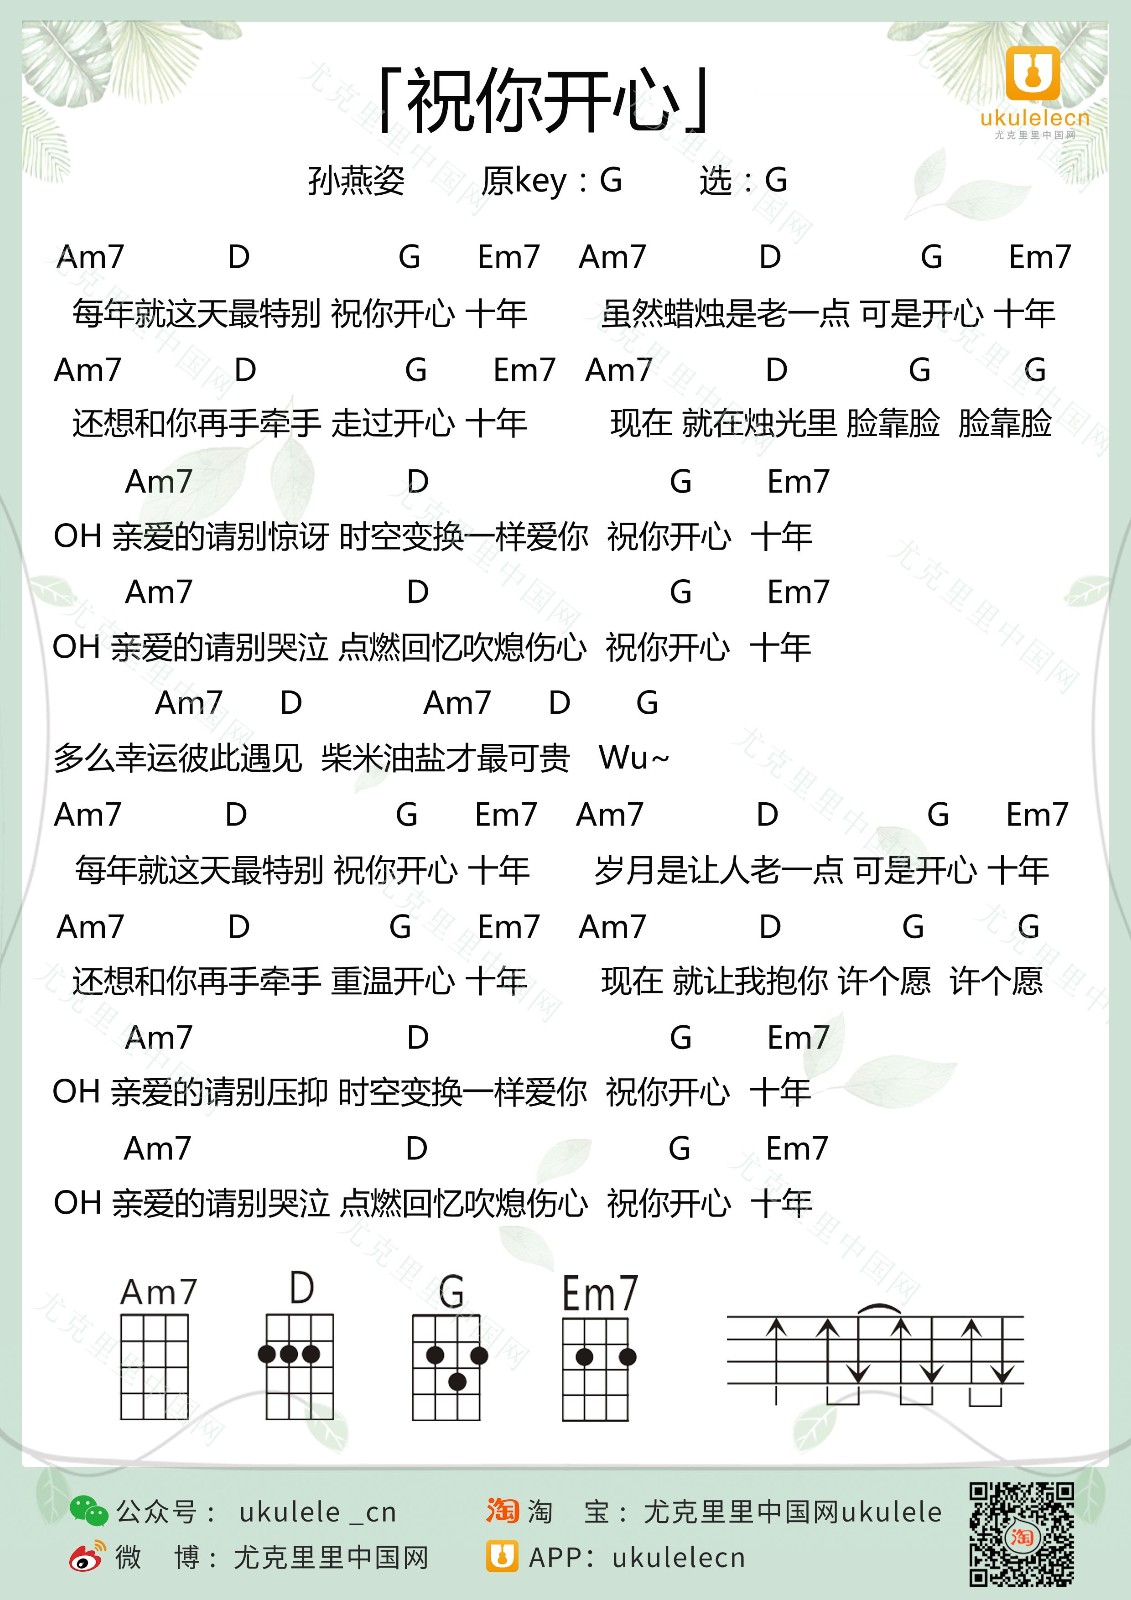 「祝你开心」
ukulelecn
尤克里里中国网
孙燕姿 原key：G 选：G
Am7 D G Em7 Am7 D G Em7
每年就这天最特别 祝你开心 十年 虽然蜡烛是老一点 可是开心 十年
Am7 D G Em7 Am7 D G G
还想和你再手牵手 走过开心 十年 现在 就在烛光里 脸靠脸 脸靠脸
Am7 D G Em7
OH 亲爱的请别惊讶 时空变换一样爱你 祝你开心 十年
Am7 D G Em7
OH 亲爱的请别哭泣 点燃回忆吹熄伤心 祝你开心 十年
Am7 D Am7 D G
多么幸运彼此遇见 柴米油盐才最可贵 Wu~
Am7 D G Em7 Am7 D G Em7
每年就这天最特别 祝你开心 十年 岁月是让人老一点 可是开心 十年
Am7 D G Em7 Am7 D G G
还想和你再手牵手 重温开心 十年 现在 就让我抱你 许个愿 许个愿
Am7 D G Em7
OH 亲爱的请别压抑 时空变换一样爱你 祝你开心 十年
Am7 D G Em7
OH 亲爱的请别哭泣 点燃回忆吹熄伤心 祝你开心 十年
Am7 D G Em7
公众号： ukulele _cn 淘 淘 宝：尤克里里中国网ukulele
微 博：尤克里里中国网 APP：ukulelecn
淘